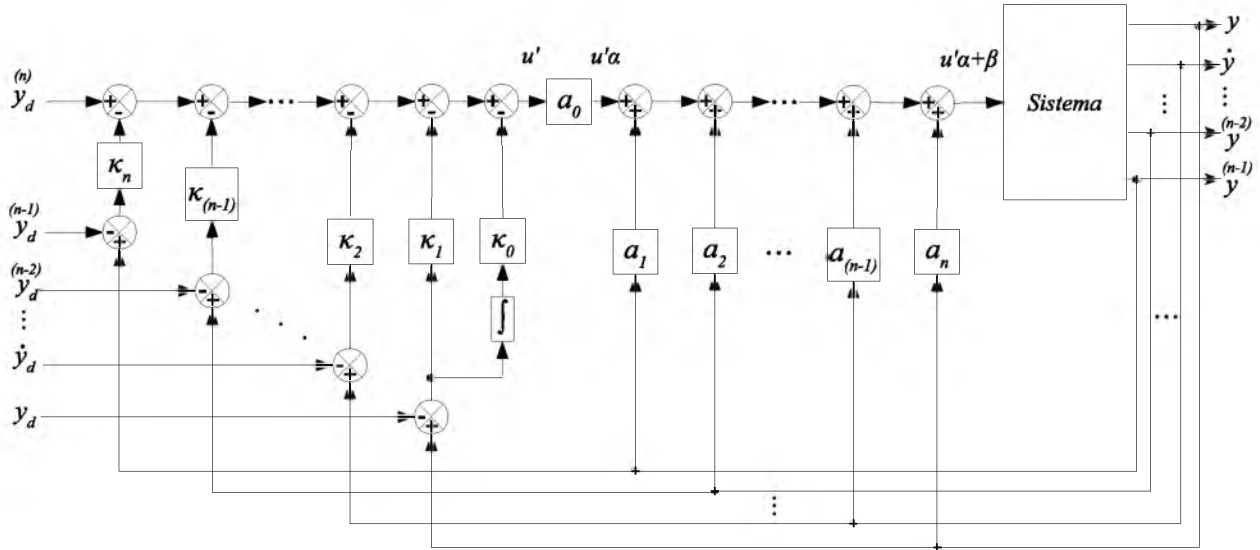 y
(n)
y_d
u'
u'α
u'α+β
ẏ
...
(n-2)
y
(n-1)
y
a_0
...
...
Sistema
κ_n
κ_(n-1)
κ_2
κ_1
κ_0
a_1
a_2
...
a_(n-1)
a_n
(n-1)
y_d
(n-2)
y_d
...
∫
...
ẏ_d
y_d
...